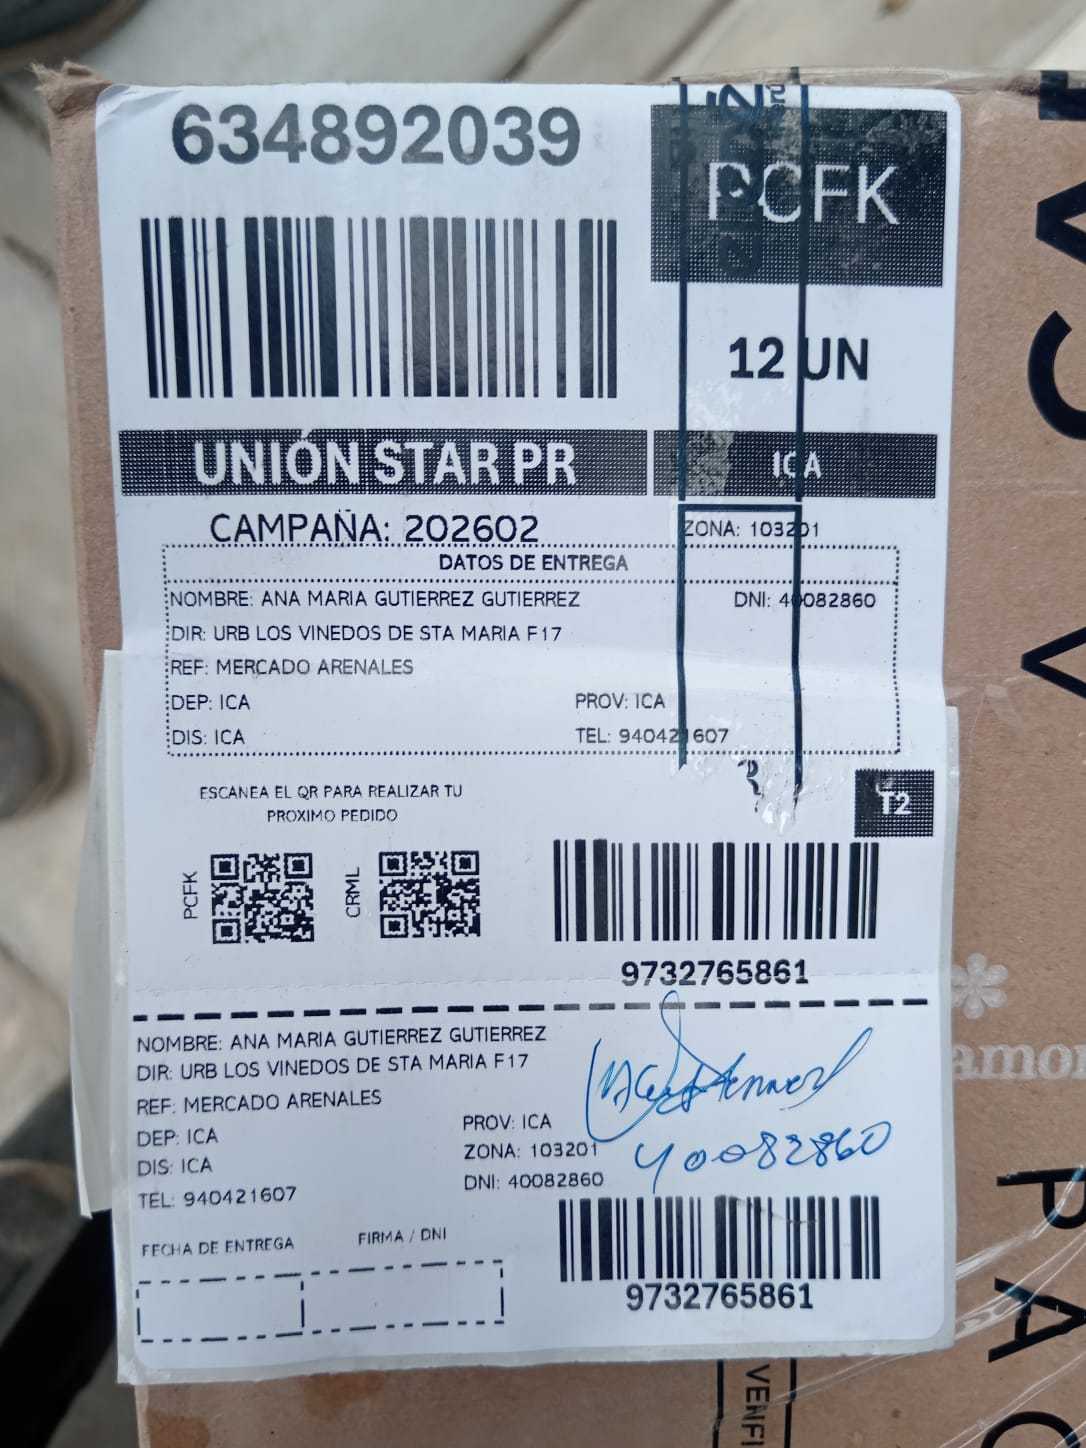 634892039
PCFK
12 UN
UNIÓN STAR PR
ICA
CAMPAÑA: 202602
ZONA: 103201
DATOS DE ENTREGA
NOMBRE: ANA MARIA GUTIERREZ GUTIERREZ
DNI: 40082860
DIR: URB LOS VINEDOS DE STA MARIA F17
REF: MERCADO ARENALES
DEP: ICA
PROV: ICA
DIS: ICA
TEL: 940421607
T2
ESCANEA EL QR PARA REALIZAR TU
PROXIMO PEDIDO
PCFK
CRML
9732765861
NOMBRE: ANA MARIA GUTIERREZ GUTIERREZ
DIR: URB LOS VINEDOS DE STA MARIA F17
REF: MERCADO ARENALES
DEP: ICA
PROV: ICA
DIS: ICA
ZONA: 103201
TEL: 940421607
DNI: 40082860
40082860
FECHA DE ENTREGA
FIRMA / DNI
9732765861
amor
VENFI